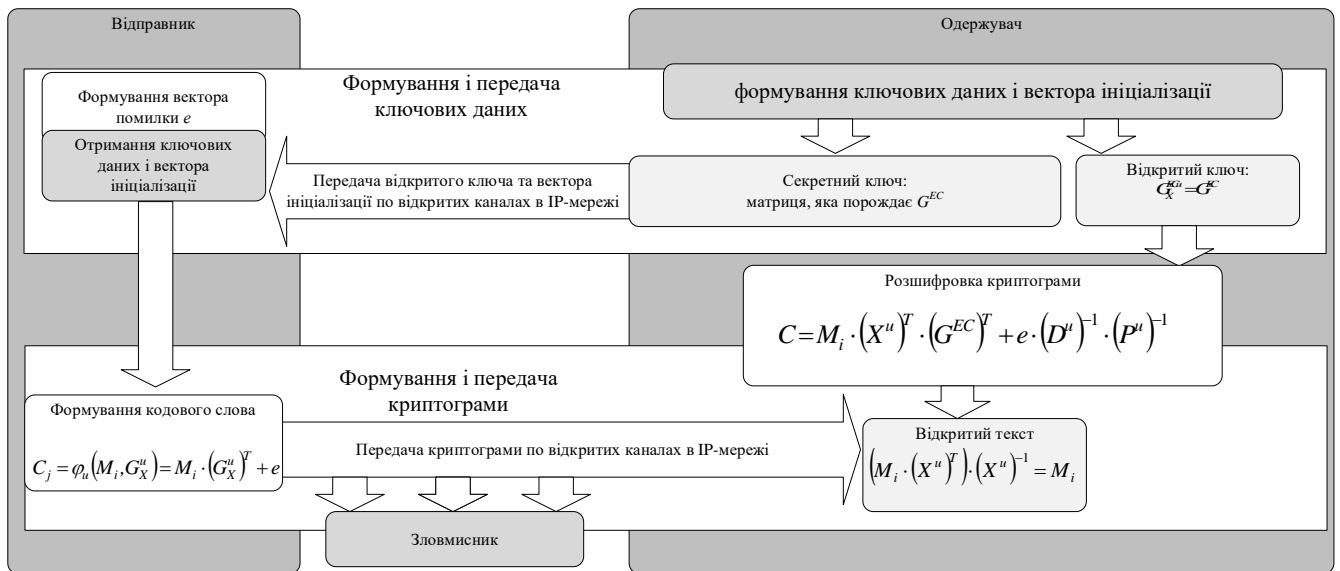 Відправник
Одержувач
Формування вектора
помилки e
Отримання ключових
даних і вектора
ініціалізації
Формування і передача
ключових даних
формування ключових даних і вектора ініціалізації
Передача відкритого ключа та вектора
ініціалізації по відкритих каналах в IP-мережі
Секретний ключ:
матриця, яка порождає G^{EC}
Відкритий ключ:
Розшифровка криптограми
C = M_i · (X^u)^T · (G^{EC})^T + e · (D^u)^{-1} · (P^u)^{-1}
Формування і передача
криптограми
Формування кодового слова
C_j = φ_u(M_i, G_X^u) = M_i · (G_X^u)^T + e
Передача криптограми по відкритих каналах в IP-мережі
Відкритий текст
(M_i · (X^u)^T) · (X^u)^{-1} = M_i
Зловмисник